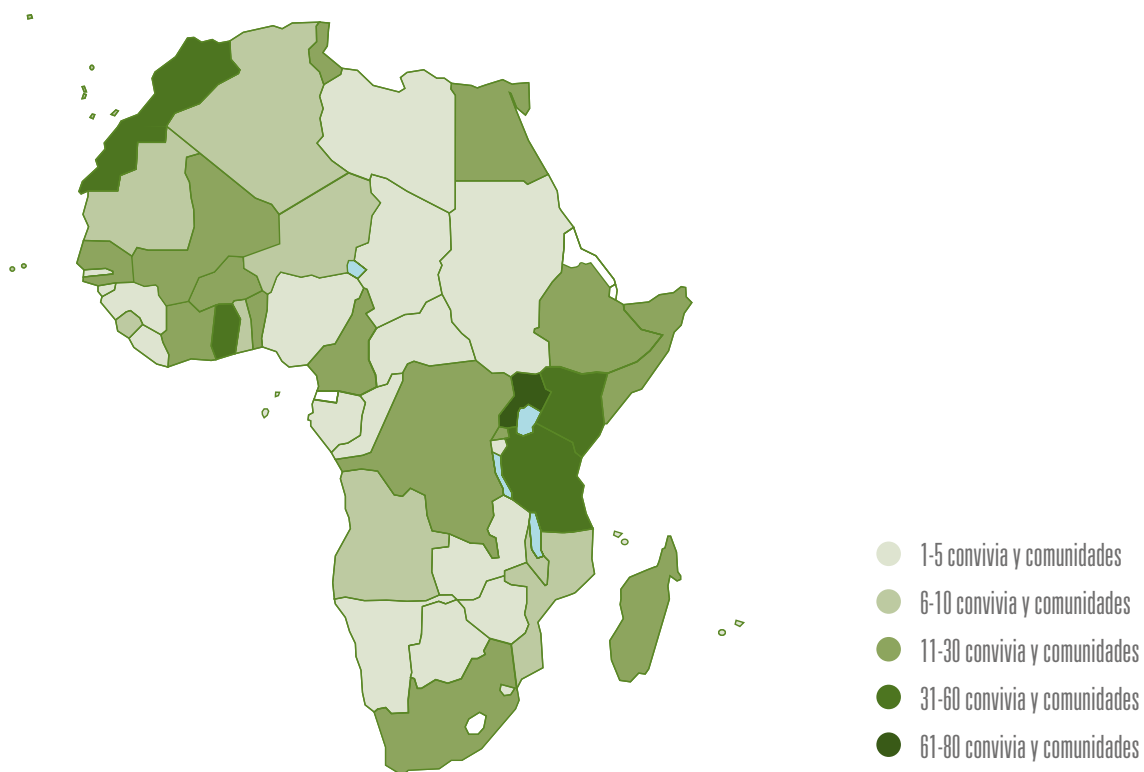 1-5 convivia y comunidades
6-10 convivia y comunidades
11-30 convivia y comunidades
31-60 convivia y comunidades
61-80 convivia y comunidades